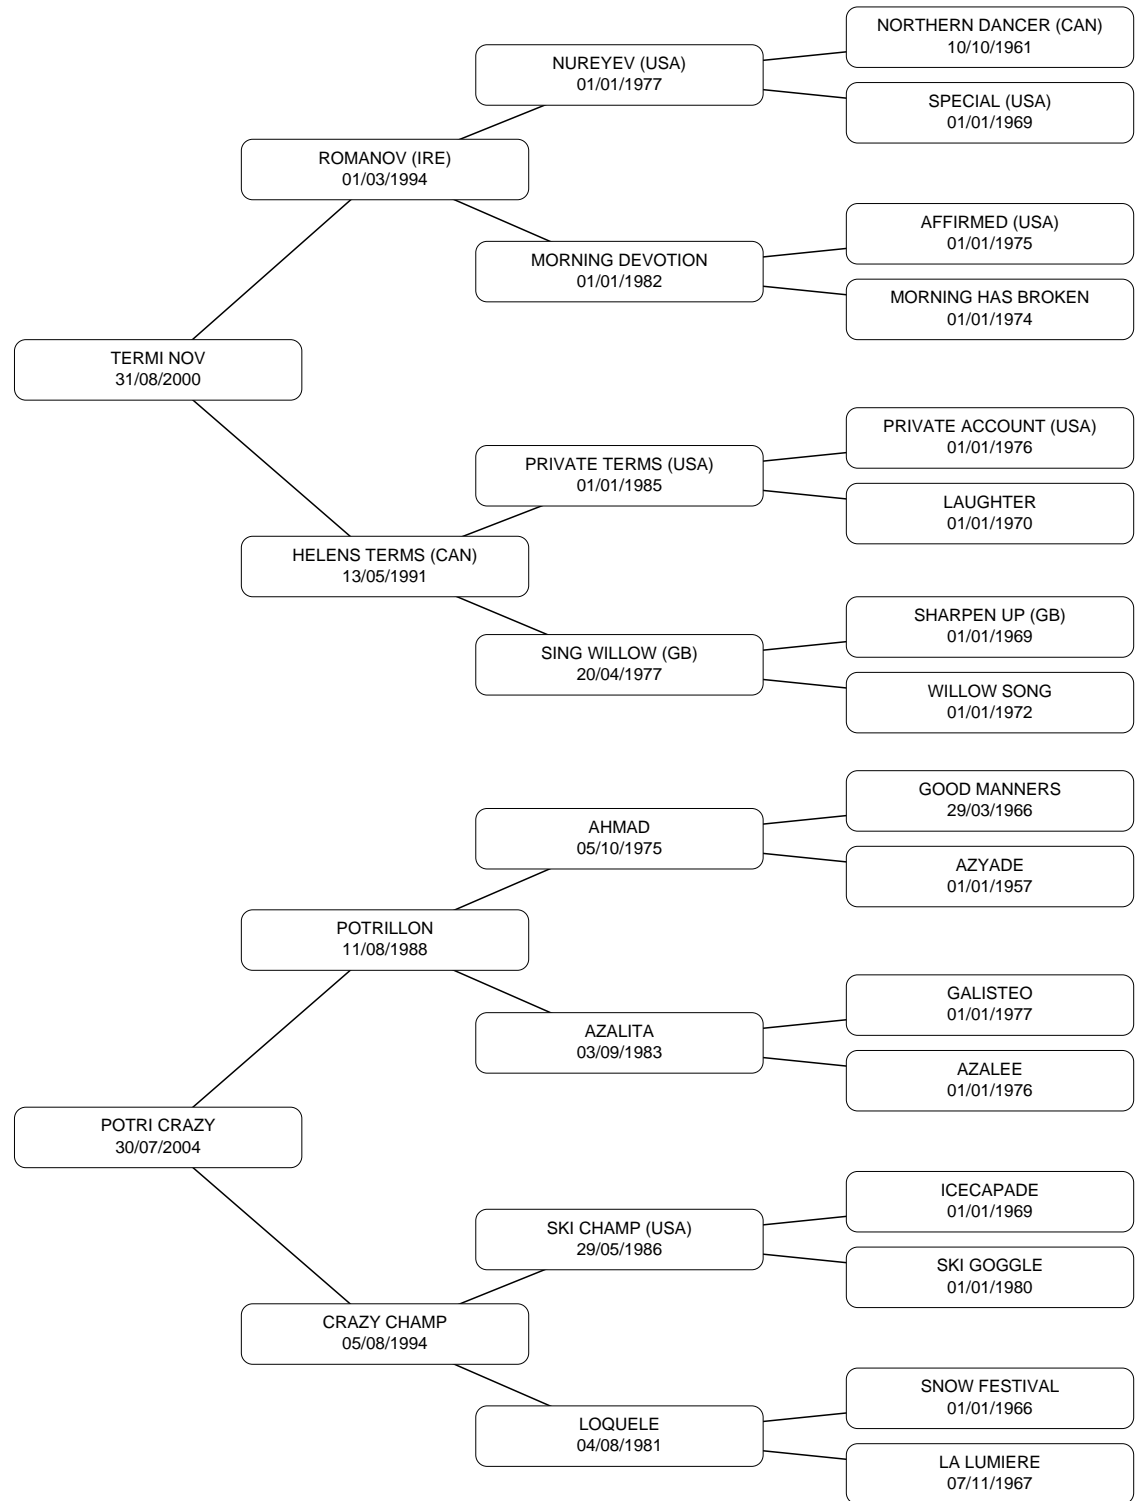 NORTHERN DANCER (CAN)
10/10/1961
NUREYEV (USA)
01/01/1977
SPECIAL (USA)
01/01/1969
ROMANOV (IRE)
01/03/1994
AFFIRMED (USA)
01/01/1975
MORNING DEVOTION
01/01/1982
MORNING HAS BROKEN
01/01/1974
TERMI NOV
31/08/2000
PRIVATE ACCOUNT (USA)
01/01/1976
PRIVATE TERMS (USA)
01/01/1985
LAUGHTER
01/01/1970
HELENS TERMS (CAN)
13/05/1991
SHARPEN UP (GB)
01/01/1969
SING WILLOW (GB)
20/04/1977
WILLOW SONG
01/01/1972
GOOD MANNERS
29/03/1966
AHMAD
05/10/1975
AZYADE
01/01/1957
POTRILLON
11/08/1988
GALISTEO
01/01/1977
AZALITA
03/09/1983
AZALEE
01/01/1976
POTRI CRAZY
30/07/2004
ICECAPADE
01/01/1969
SKI CHAMP (USA)
29/05/1986
SKI GOGGLE
01/01/1980
CRAZY CHAMP
05/08/1994
SNOW FESTIVAL
01/01/1966
LOQUELE
04/08/1981
LA LUMIERE
07/11/1967